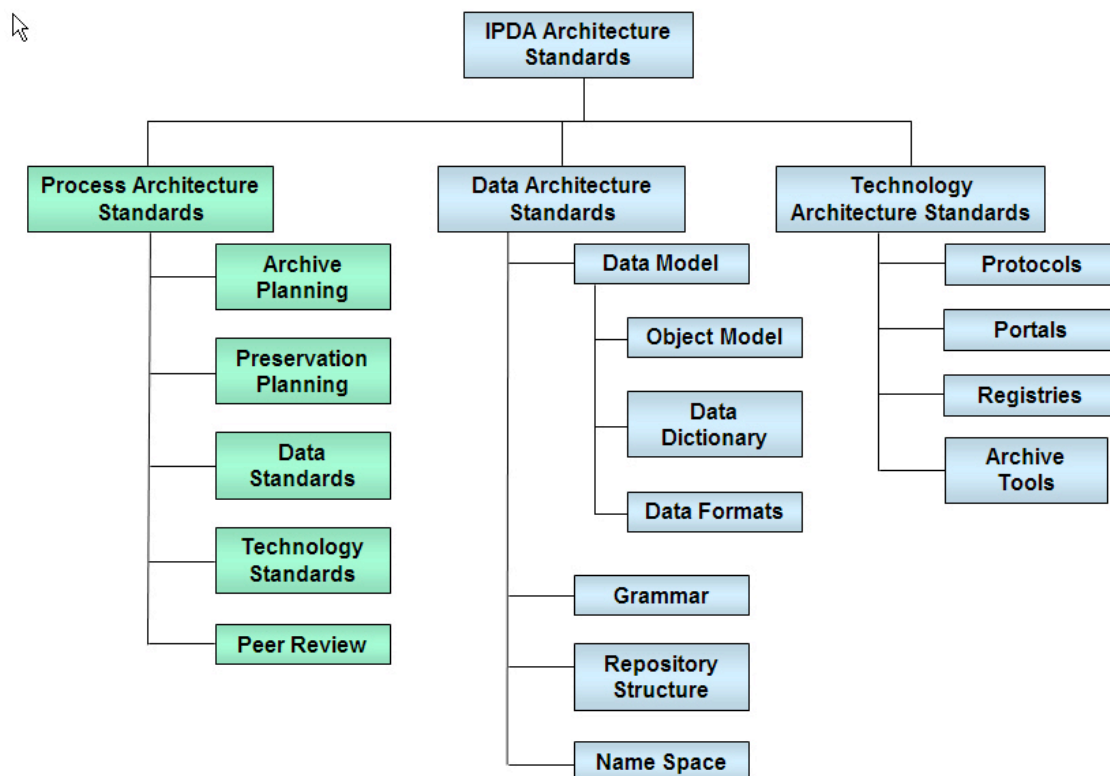 IPDA Architecture
Standards
Process Architecture
Standards
Archive
Planning
Preservation
Planning
Data
Standards
Technology
Standards
Peer Review
Data Architecture
Standards
Data Model
Object Model
Data
Dictionary
Data Formats
Grammar
Repository
Structure
Name Space
Technology
Architecture Standards
Protocols
Portals
Registries
Archive
Tools